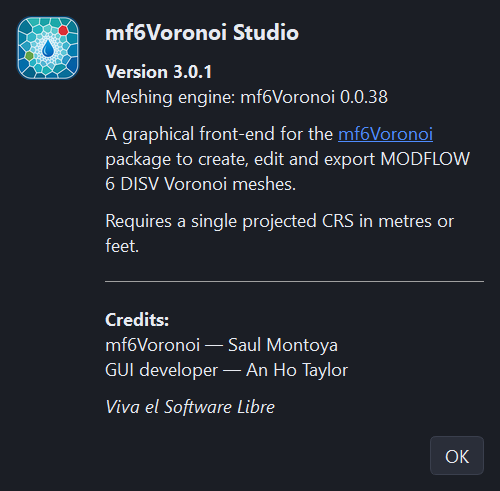 mf6Voronoi Studio
Version 3.0.1
Meshing engine: mf6Voronoi 0.0.38
A graphical front-end for the mf6Voronoi
package to create, edit and export MODFLOW
6 DISV Voronoi meshes.
Requires a single projected CRS in metres or
feet.
Credits:
mf6Voronoi — Saul Montoya
GUI developer — An Ho Taylor
Viva el Software Libre
OK